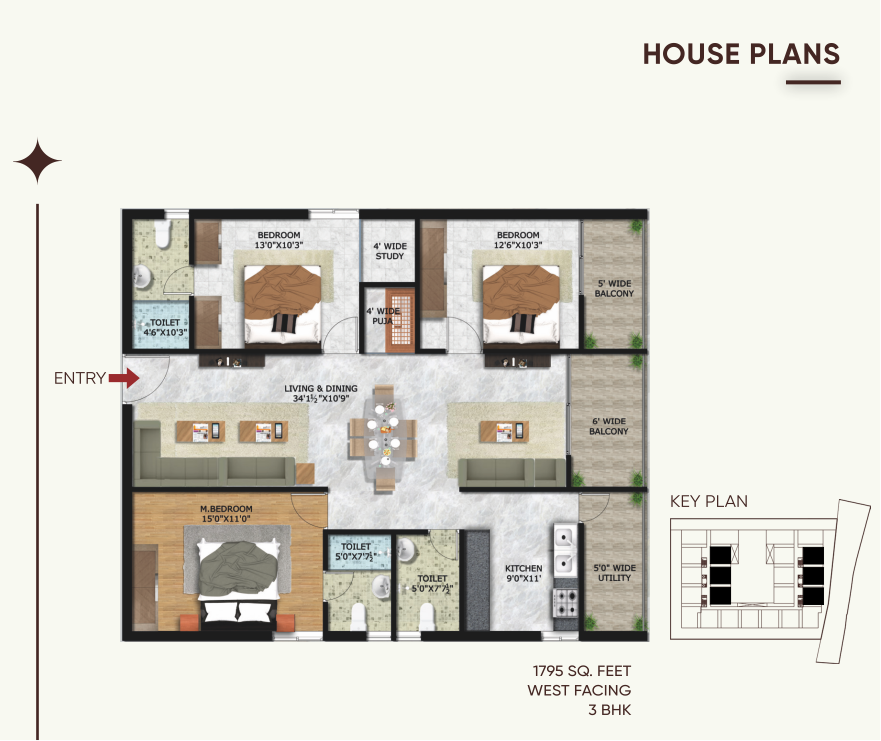 HOUSE PLANS
BEDROOM
13'0"X10'3"
4' WIDE
STUDY
BEDROOM
12'6"X10'3"
5' WIDE
BALCONY
4' WIDE
PUJA
TOILET
4'6"X10'3"
ENTRY
LIVING & DINING
34'1½"X10'9"
6' WIDE
BALCONY
M.BEDROOM
15'0"X11'0"
TOILET
5'0"X7'7½"
TOILET
5'0"X7'7½"
KITCHEN
9'0"X11'
5'0" WIDE
UTILITY
KEY PLAN
1795 SQ. FEET
WEST FACING
3 BHK